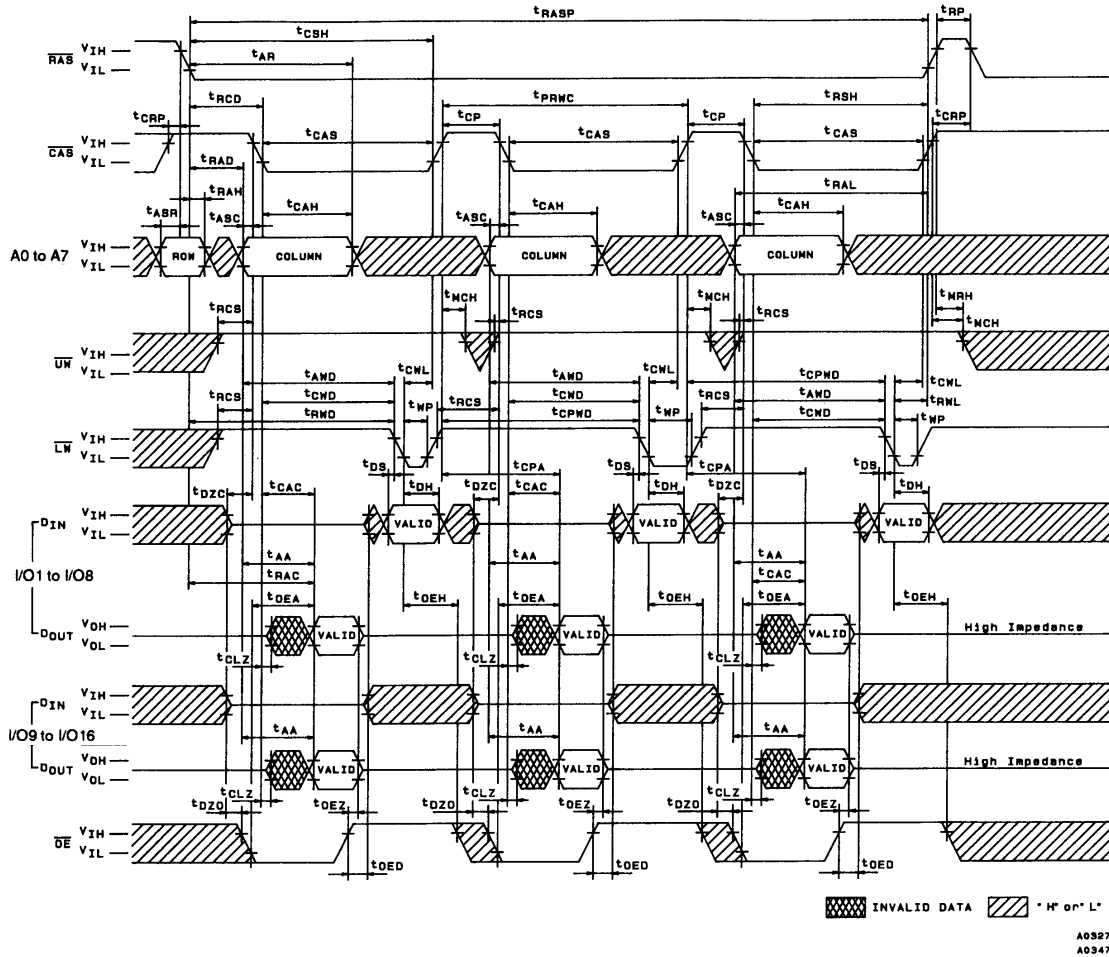 tRASP tRP
tCSH
tAR
RAS VIH
VIL
tRCD tPRWC tRSH
tCRP tCP tCP tCRP
tCAS tCAS tCAS
CAS VIH
VIL
tRAD tRAL
tRAH
tASR tASC tCAH tASC tCAH tASC tCAH
A0 to A7 VIH
VIL
ROW COLUMN COLUMN COLUMN
tRCS tMCH tRCS tMCH tRCS tMRH
tMCH
UW VIH
VIL
tAWD tCWL tAWD tCWL tCPWD tCWL
tRCS tCWD tRCS tCWD tRCS tAWD tRWL
tRWD tWP tCPWD tWP tCWD tWP
LW VIH
VIL
tDS tCPA tDS tCPA tDS
tDZC tCAC tDH tDZC tCAC tDH tDZC tDH
DIN VIH
VIL
VALID VALID VALID
I/O1 to I/O8
tAA tAA tAA
tRAC tCAC
tOEA tOEH tOEA tOEH tOEA tOEH
DOUT VOH
VOL
VALID VALID VALID High Impedance
tCLZ tCLZ tCLZ
DIN VIH
VIL
I/O9 to I/O16
tAA tAA tAA
DOUT VOH
VOL
VALID VALID VALID High Impedance
tCLZ tCLZ tCLZ
tDZO tOEZ tDZO tOEZ tDZO tOEZ
OE VIH
VIL
tOED tOED tOED
INVALID DATA "H" or "L"
A0327
A0347